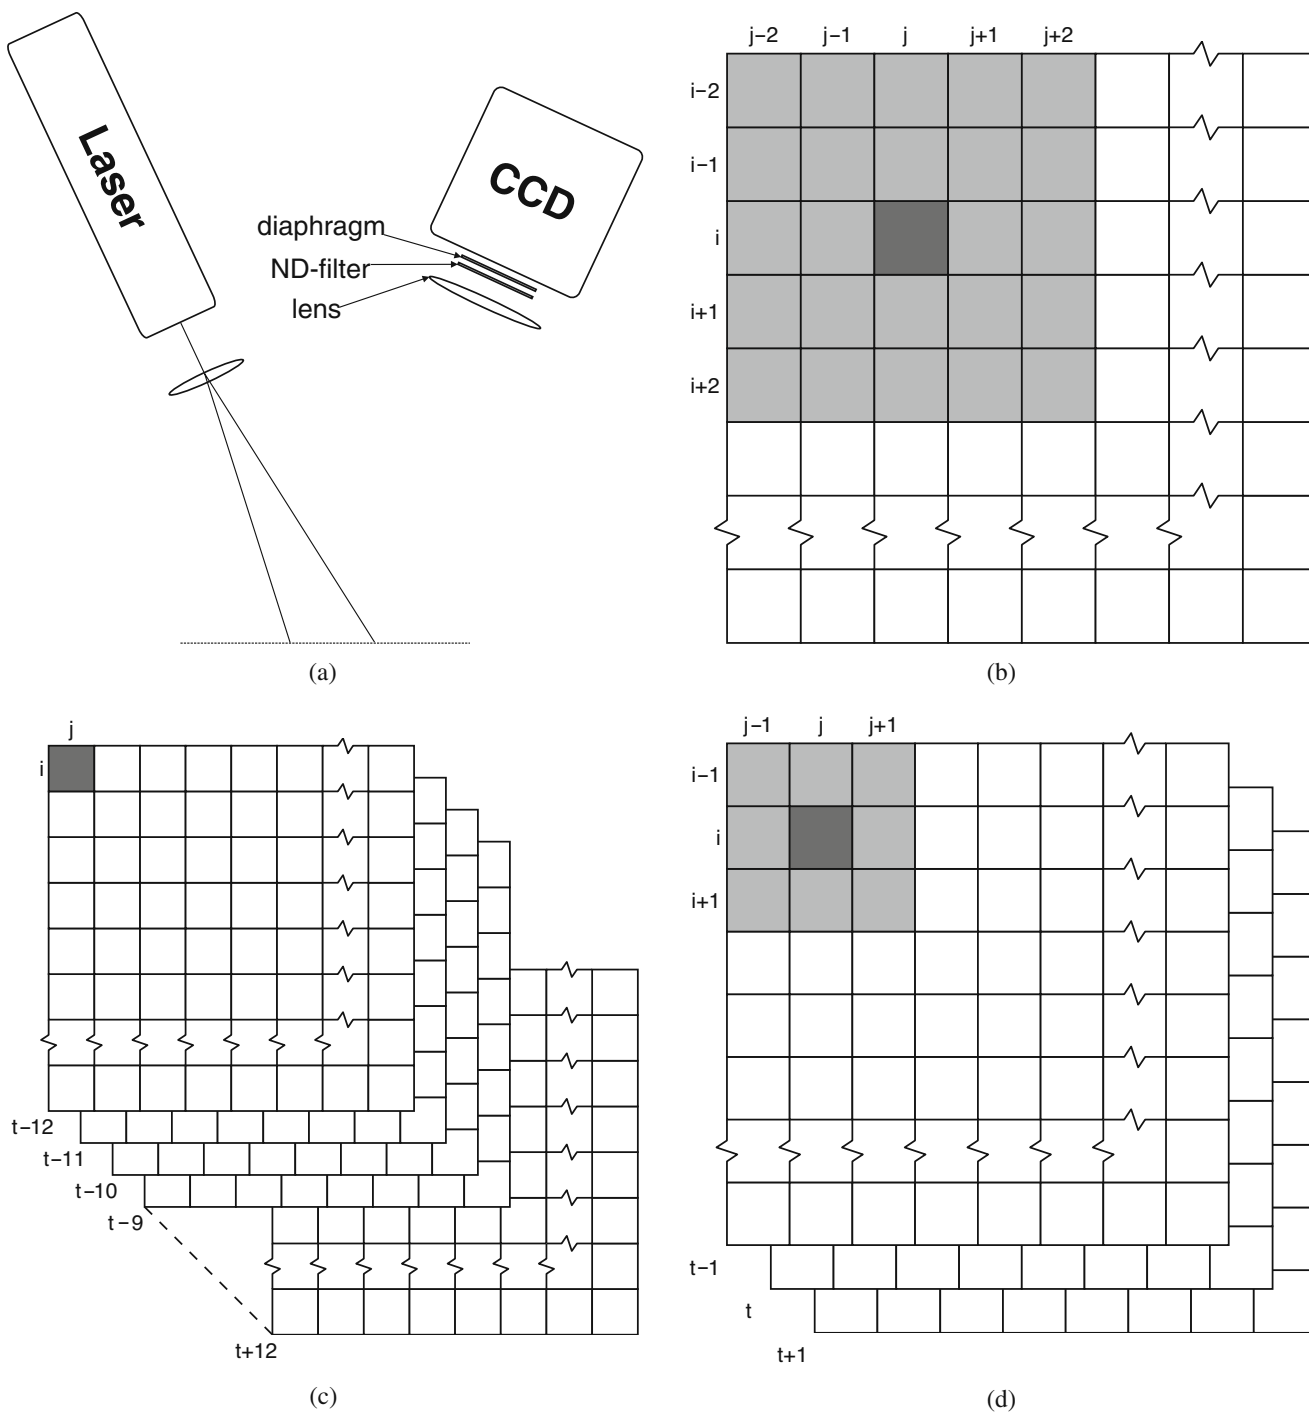 Laser
CCD
diaphragm
ND-filter
lens
(a)
j−2 j−1 j j+1 j+2
i−2
i−1
i
i+1
i+2
(b)
j
i
t−12
t−11
t−10
t−9
t+12
(c)
j−1 j j+1
i−1
i
i+1
t−1
t
t+1
(d)